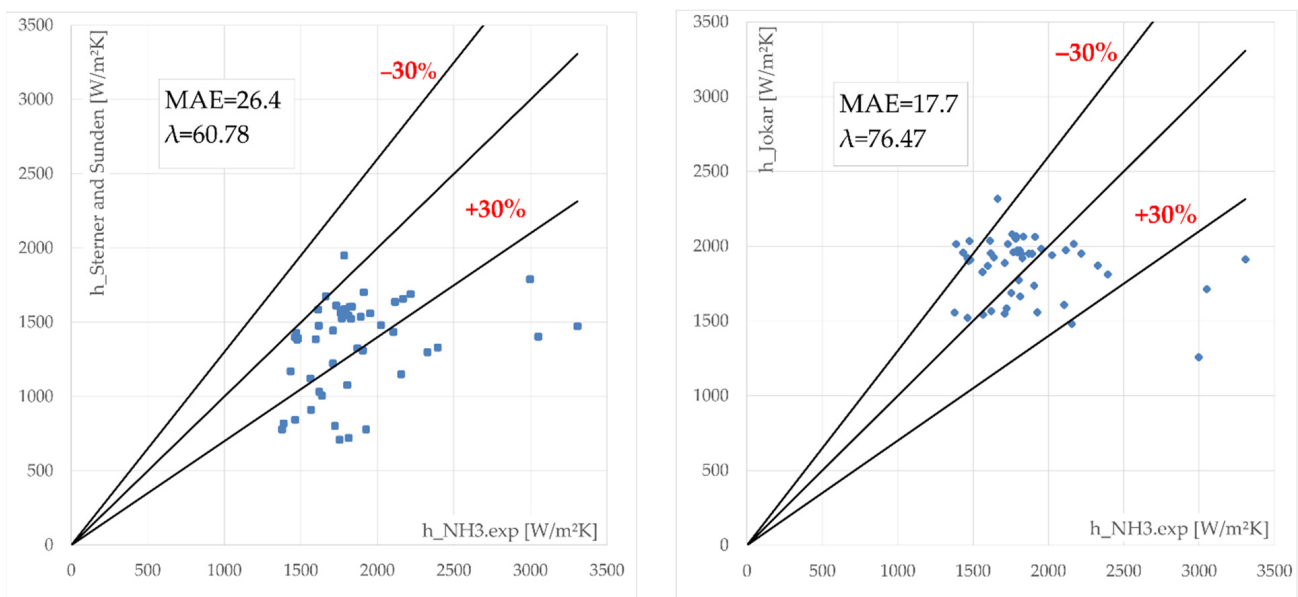 3500
3000
2500
2000
1500
1000
500
0
h_Sterner and Sunden [W/m²K]
MAE=26.4
λ=60.78
–30%
+30%
h_NH3.exp [W/m²K]
0 500 1000 1500 2000 2500 3000 3500
3500
3000
2500
2000
1500
1000
500
0
h_Jokar [W/m²K]
MAE=17.7
λ=76.47
–30%
+30%
h_NH3.exp [W/m²K]
0 500 1000 1500 2000 2500 3000 3500